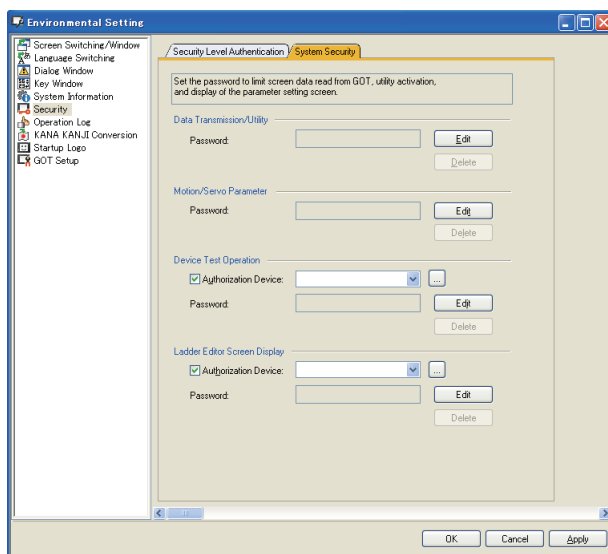 Environmental Setting
Screen Switching/Window
Language Switching
Dialog Window
Key Window
System Information
Security
Operation Log
KANA KANJI Conversion
Startup Logo
GOT Setup
Security Level Authentication
System Security
Set the password to limit screen data read from GOT, utility activation,
and display of the parameter setting screen.
Data Transmission/Utility
Password:
Edit
Delete
Motion/Servo Parameter
Password:
Edit
Delete
Device Test Operation
Authorization Device:
...
Password:
Edit
Delete
Ladder Editor Screen Display
Authorization Device:
...
Password:
Edit
Delete
OK
Cancel
Apply